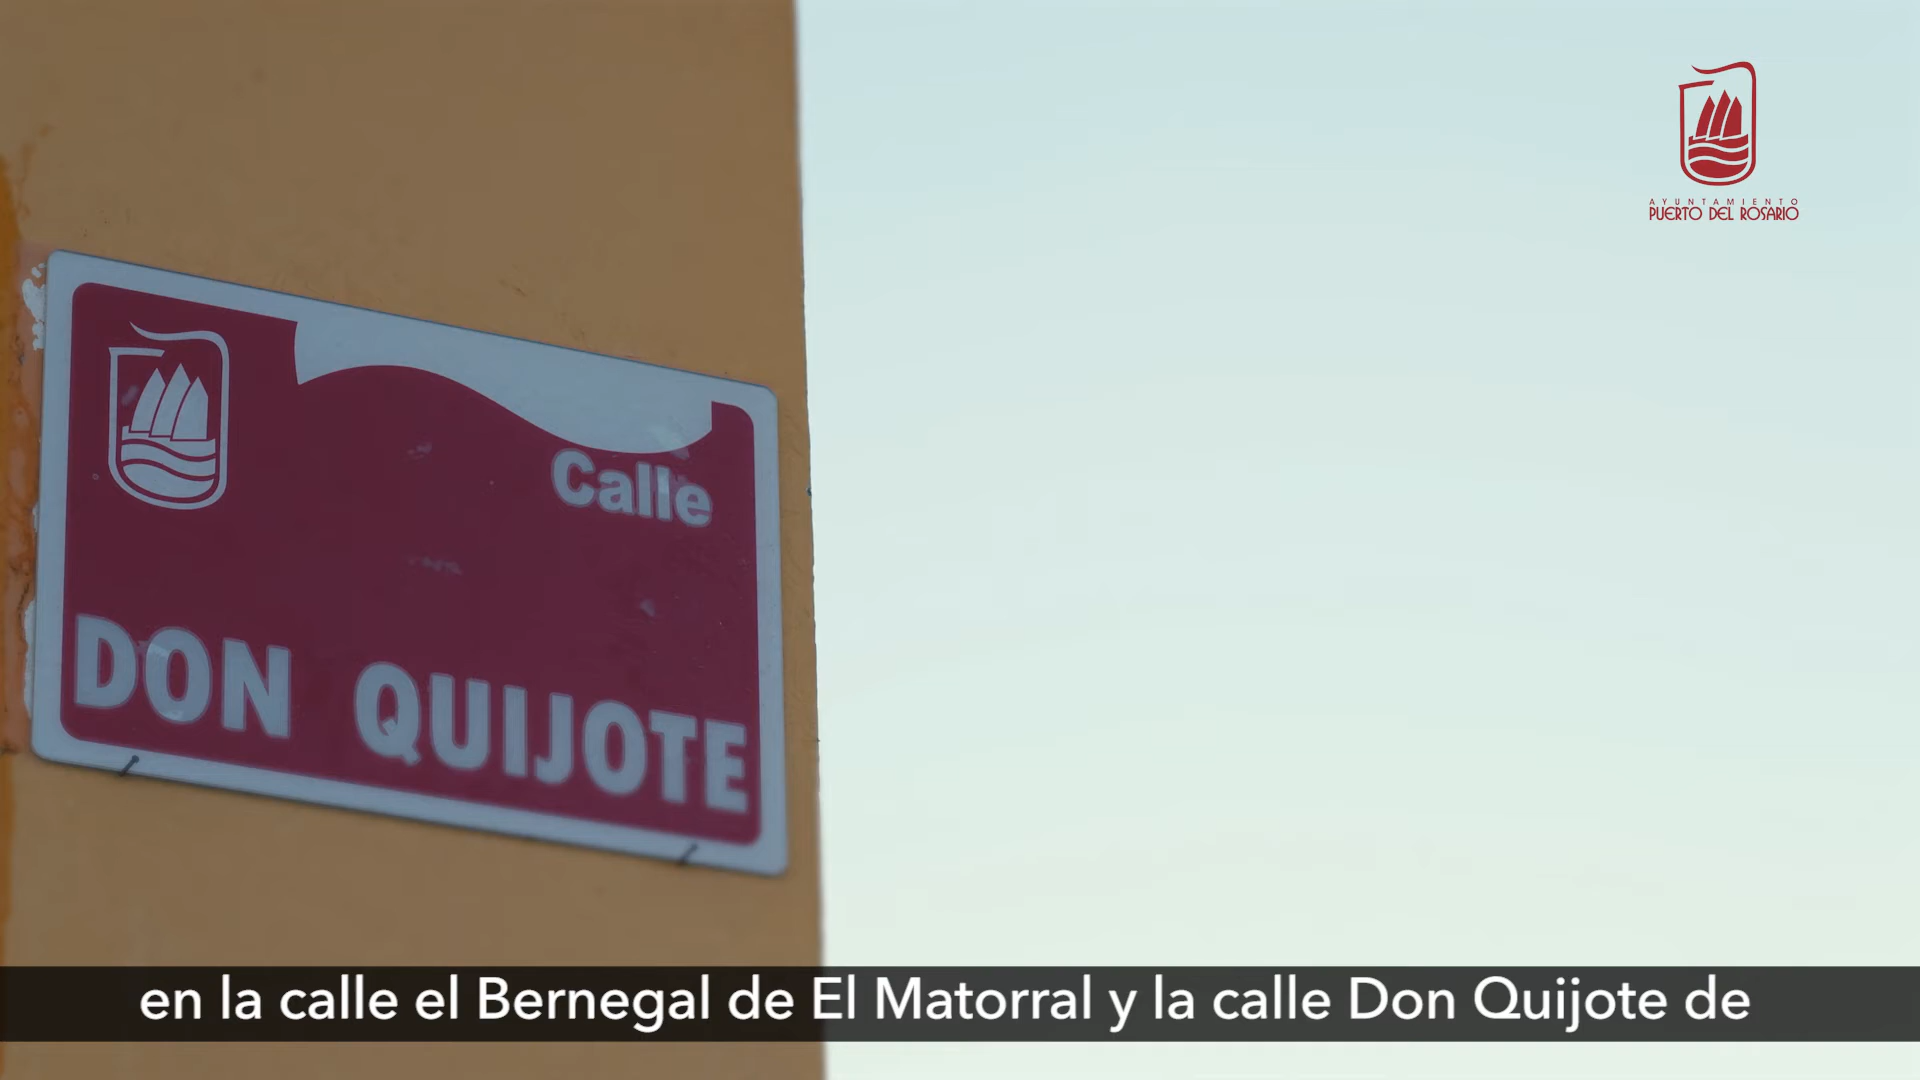 AYUNTAMIENTO
PUERTO DEL ROSARIO
Calle
DON QUIJOTE
en la calle el Bernegal de El Matorral y la calle Don Quijote de